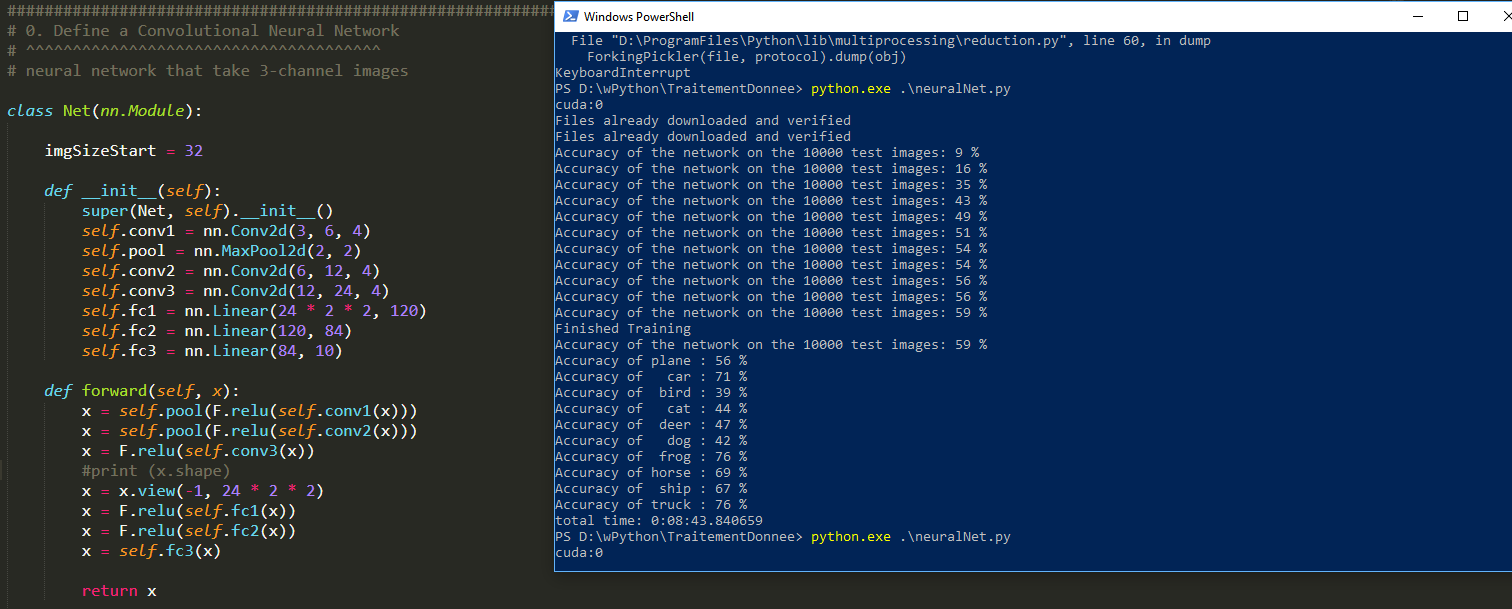 ################################################################
# 0. Define a Convolutional Neural Network
# ^^^^^^^^^^^^^^^^^^^^^^^^^^^^^^^^^^^^^^
# neural network that take 3-channel images
class Net(nn.Module):
imgSizeStart = 32
def __init__(self):
super(Net, self).__init__()
self.conv1 = nn.Conv2d(3, 6, 4)
self.pool = nn.MaxPool2d(2, 2)
self.conv2 = nn.Conv2d(6, 12, 4)
self.conv3 = nn.Conv2d(12, 24, 4)
self.fc1 = nn.Linear(24 * 2 * 2, 120)
self.fc2 = nn.Linear(120, 84)
self.fc3 = nn.Linear(84, 10)
def forward(self, x):
x = self.pool(F.relu(self.conv1(x)))
x = self.pool(F.relu(self.conv2(x)))
x = F.relu(self.conv3(x))
#print (x.shape)
x = x.view(-1, 24 * 2 * 2)
x = F.relu(self.fc1(x))
x = F.relu(self.fc2(x))
x = self.fc3(x)
return x
Windows PowerShell
File "D:\ProgramFiles\Python\lib\multiprocessing\reduction.py", line 60, in dump
ForkingPickler(file, protocol).dump(obj)
KeyboardInterrupt
PS D:\wPython\TraitementDonnee> python.exe .\neuralNet.py
cuda:0
Files already downloaded and verified
Files already downloaded and verified
Accuracy of the network on the 10000 test images: 9 %
Accuracy of the network on the 10000 test images: 16 %
Accuracy of the network on the 10000 test images: 35 %
Accuracy of the network on the 10000 test images: 43 %
Accuracy of the network on the 10000 test images: 49 %
Accuracy of the network on the 10000 test images: 51 %
Accuracy of the network on the 10000 test images: 54 %
Accuracy of the network on the 10000 test images: 54 %
Accuracy of the network on the 10000 test images: 56 %
Accuracy of the network on the 10000 test images: 56 %
Accuracy of the network on the 10000 test images: 59 %
Finished Training
Accuracy of the network on the 10000 test images: 59 %
Accuracy of plane : 56 %
Accuracy of   car : 71 %
Accuracy of  bird : 39 %
Accuracy of   cat : 44 %
Accuracy of  deer : 47 %
Accuracy of   dog : 42 %
Accuracy of  frog : 76 %
Accuracy of horse : 69 %
Accuracy of  ship : 67 %
Accuracy of truck : 76 %
total time: 0:08:43.840659
PS D:\wPython\TraitementDonnee> python.exe .\neuralNet.py
cuda:0